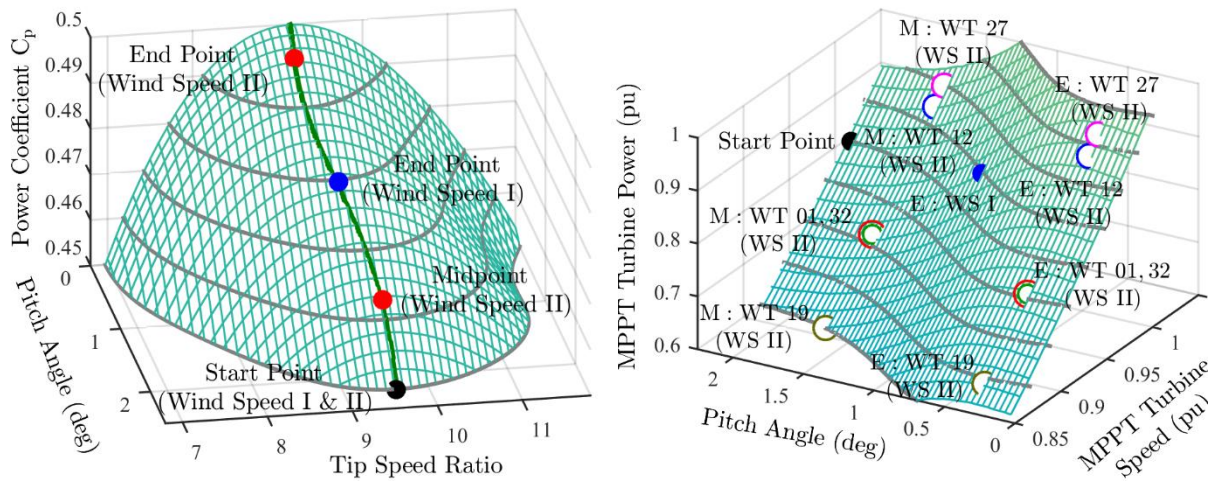 0.5
0.49
0.48
0.47
0.46
0.45
Power Coefficient C_p
End Point
(Wind Speed II)
End Point
(Wind Speed I)
Midpoint
(Wind Speed II)
Start Point
(Wind Speed I & II)
0
1
2
Pitch Angle (deg)
7
8
9
10
11
Tip Speed Ratio
M : WT 27
(WS II)
E : WT 27
(WS II)
Start Point
M : WT 12
(WS II)
E : WT 12
(WS II)
E : WS I
M : WT 01, 32
(WS II)
E : WT 01, 32
(WS II)
M : WT 19
(WS II)
E : WT 19
(WS II)
1
0.9
0.8
0.7
0.6
MPPT Turbine Power (pu)
2
1.5
1
0.5
0
Pitch Angle (deg)
0.85
0.9
0.95
1
MPPT Turbine
Speed (pu)